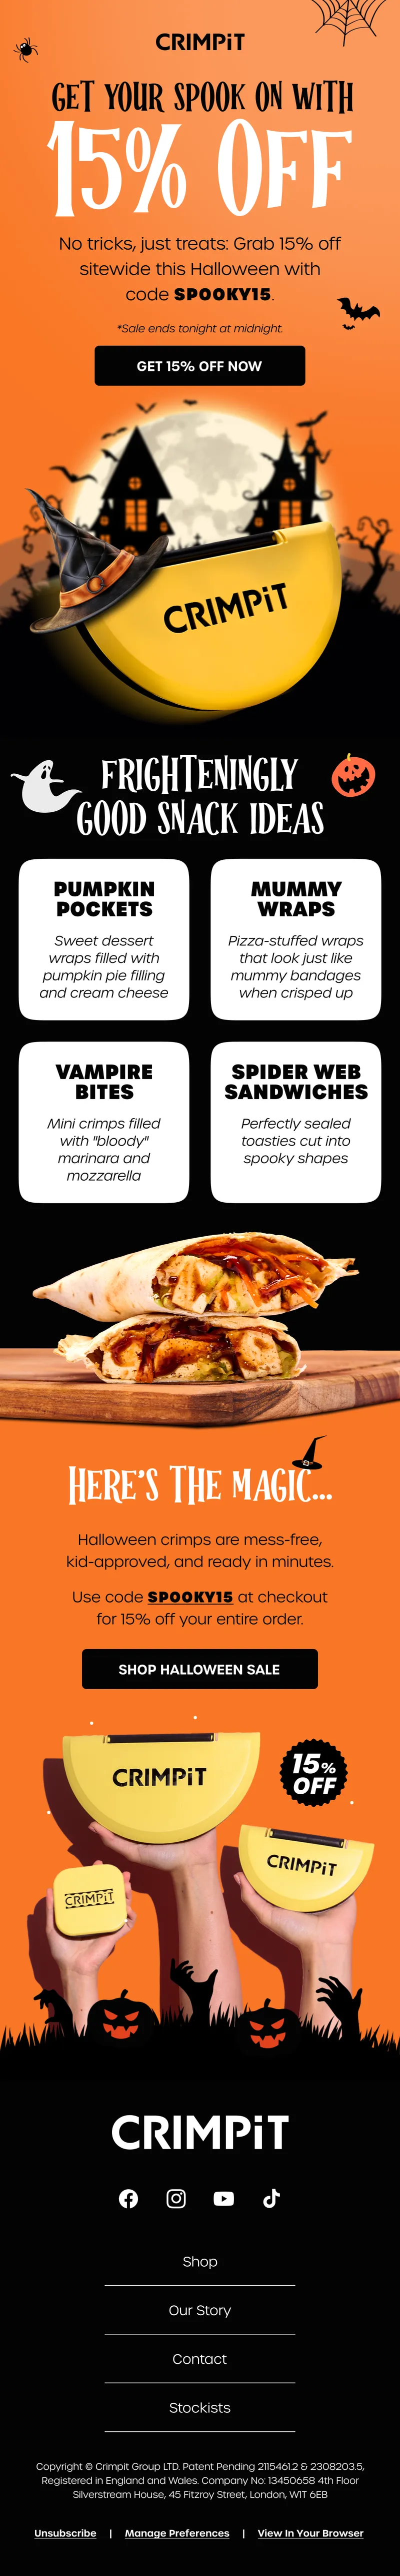 CRIMPiT
GET YOUR SPOOK ON WITH
15% OFF
No tricks, just treats: Grab 15% off
sitewide this Halloween with
code SPOOKY15.
*Sale ends tonight at midnight.
GET 15% OFF NOW
CRIMPiT
FRIGHTENINGLY
GOOD SNACK IDEAS
PUMPKIN
POCKETS
Sweet dessert
wraps filled with
pumpkin pie filling
and cream cheese
MUMMY
WRAPS
Pizza-stuffed wraps
that look just like
mummy bandages
when crisped up
VAMPIRE
BITES
Mini crimps filled
with "bloody"
marinara and
mozzarella
SPIDER WEB
SANDWICHES
Perfectly sealed
toasties cut into
spooky shapes
HERE'S THE MAGIC...
Halloween crimps are mess-free,
kid-approved, and ready in minutes.
Use code SPOOKY15 at checkout
for 15% off your entire order.
SHOP HALLOWEEN SALE
CRIMPiT
15%
OFF
CRIMPiT
CRIMPiT
CRIMPiT
Shop
Our Story
Contact
Stockists
Copyright © Crimpit Group LTD. Patent Pending 2115461.2 & 2308203.5,
Registered in England and Wales. Company No: 13450658 4th Floor
Silverstream House, 45 Fitzroy Street, London, W1T 6EB
Unsubscribe | Manage Preferences | View In Your Browser